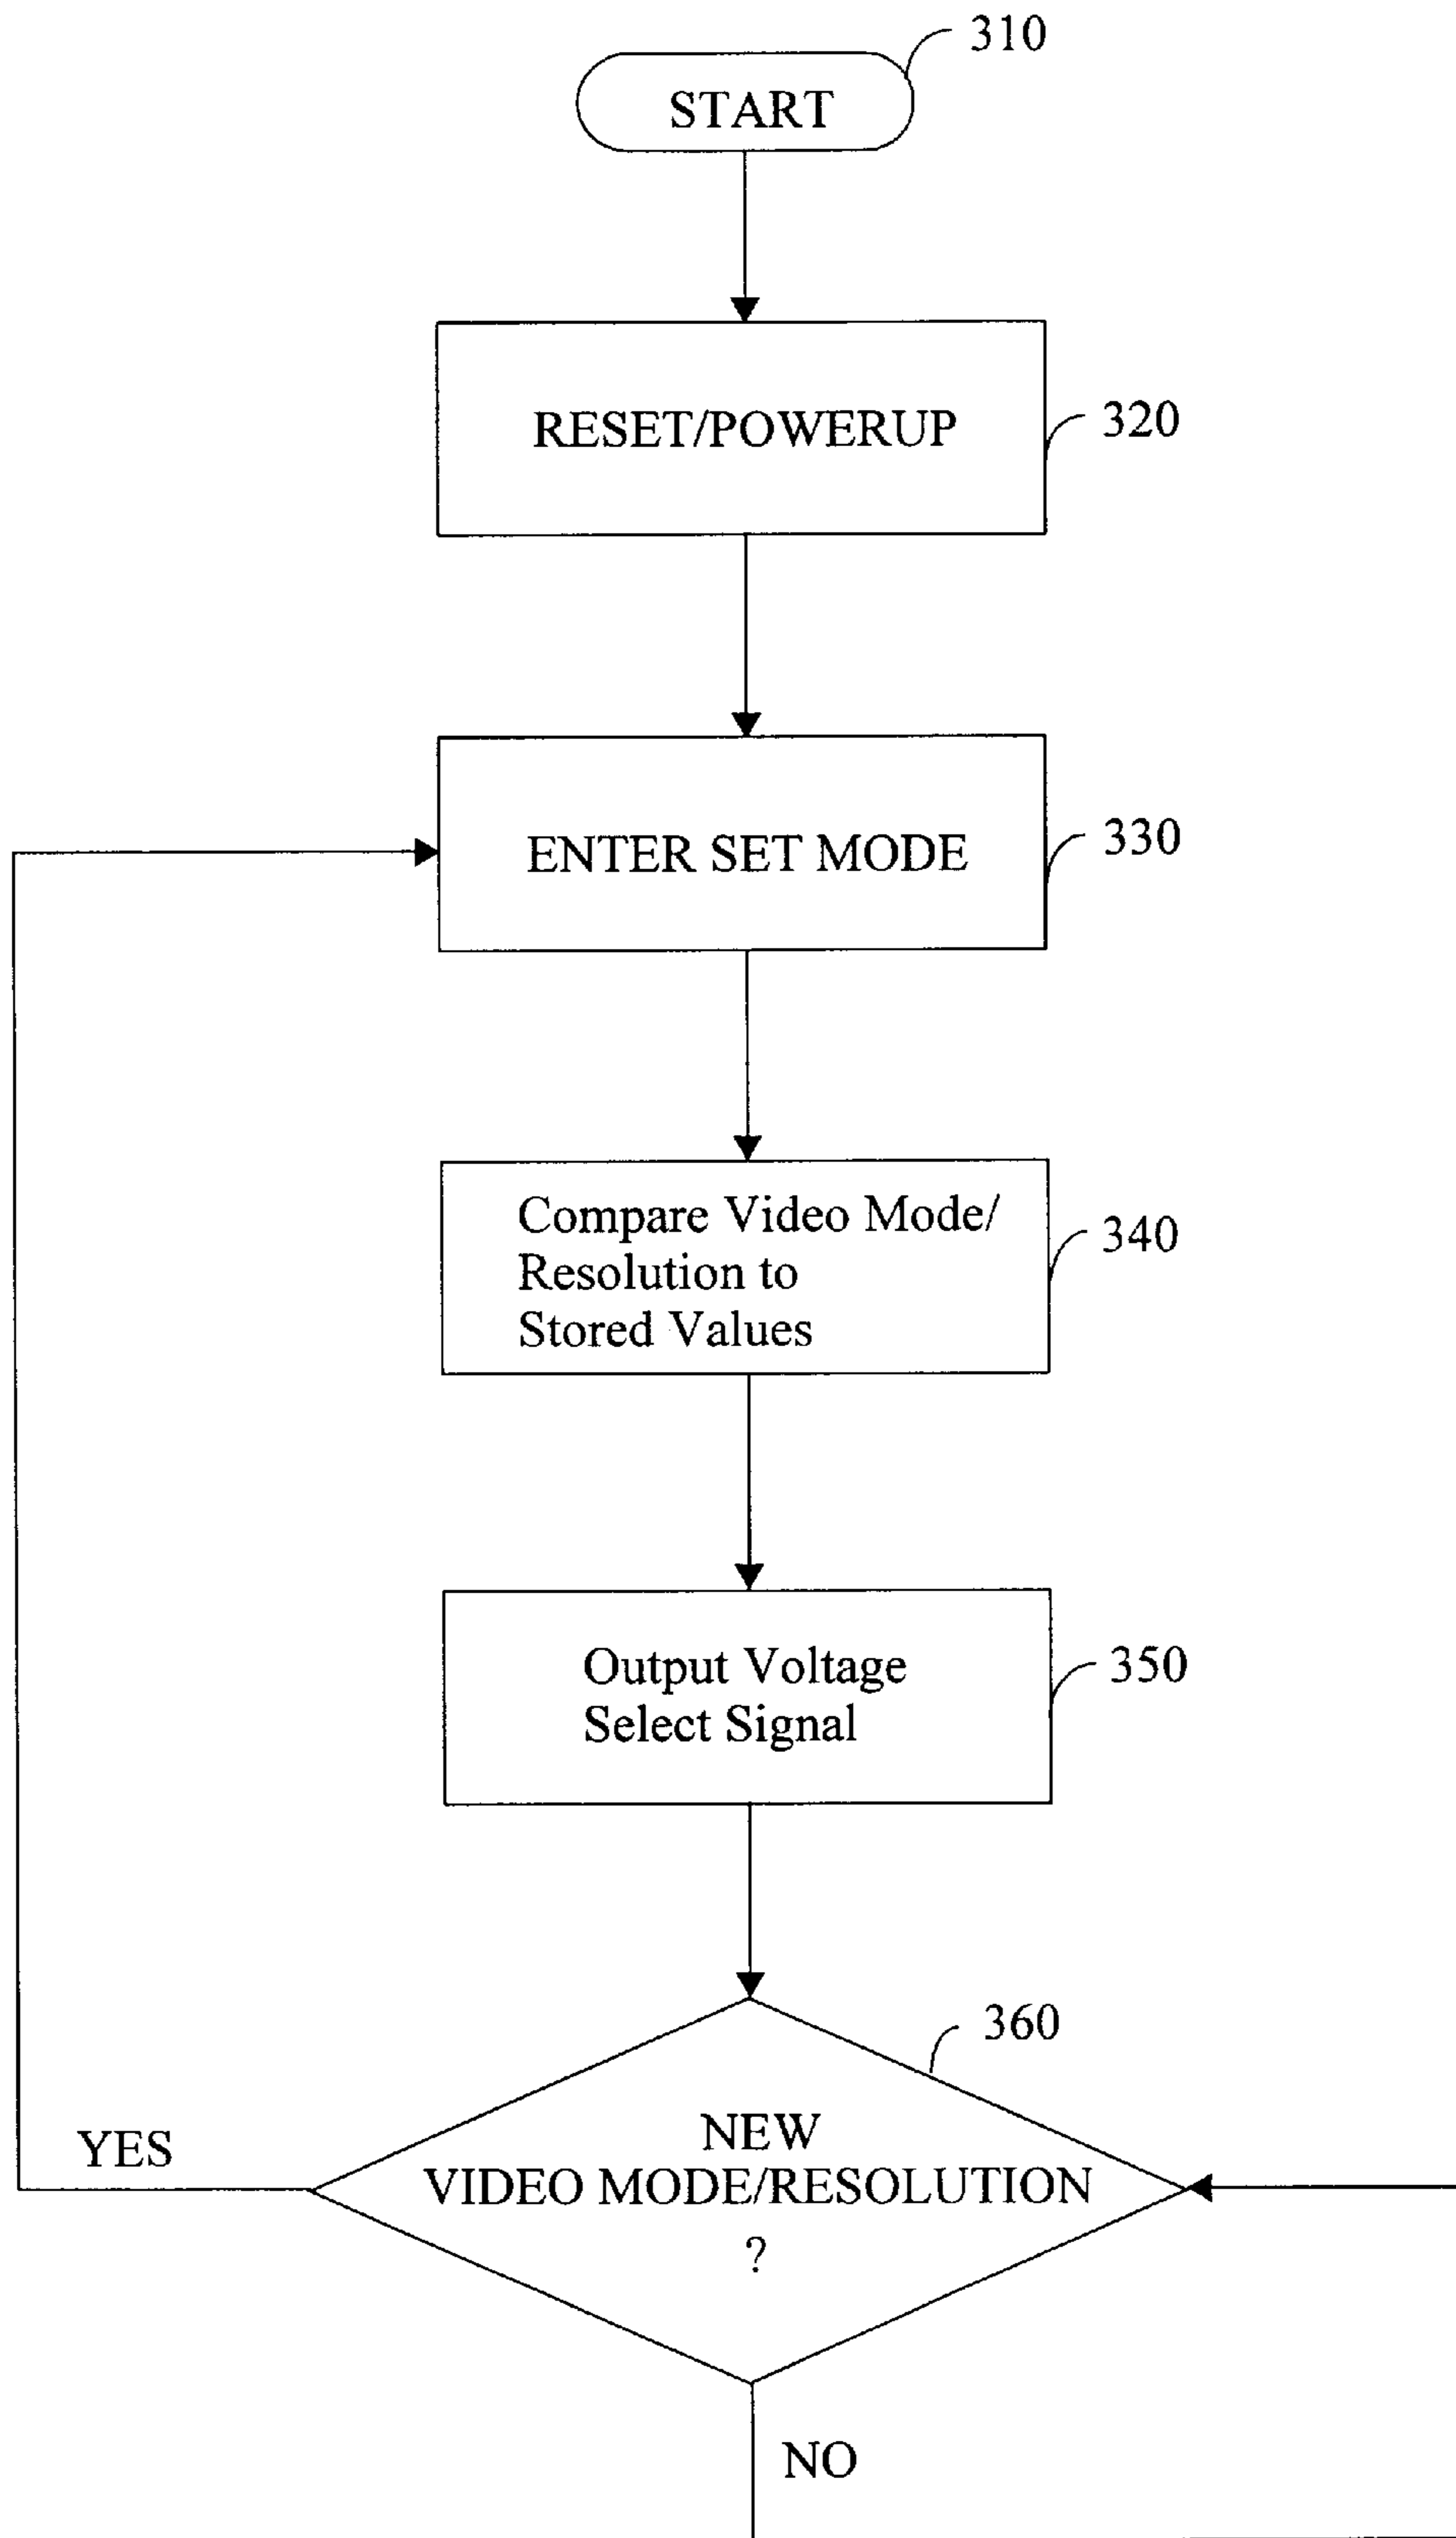 310
START
RESET/POWERUP
320
ENTER SET MODE
330
Compare Video Mode/
Resolution to
Stored Values
340
Output Voltage
Select Signal
350
360
NEW
VIDEO MODE/RESOLUTION
?
YES
NO